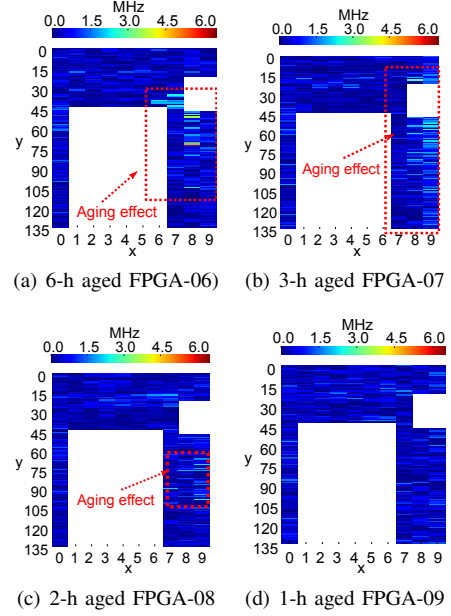 MHz MHz
0.0 1.5 3.0 4.5 6.0 0.0 1.5 3.0 4.5 6.0
0 0
15 15
30 30
45 45
y 60 y 60
75 75
90 90
105 105
120 120
135 135
Aging effect Aging effect
0 1 2 3 4 5 6 7 8 9 0 1 2 3 4 5 6 7 8 9
x x
(a) 6-h aged FPGA-06) (b) 3-h aged FPGA-07
MHz MHz
0.0 1.5 3.0 4.5 6.0 0.0 1.5 3.0 4.5 6.0
0 0
15 15
30 30
45 45
y 60 y 60
75 75
90 90
105 105
120 120
135 135
Aging effect
0 1 2 3 4 5 6 7 8 9 0 1 2 3 4 5 6 7 8 9
x x
(c) 2-h aged FPGA-08 (d) 1-h aged FPGA-09